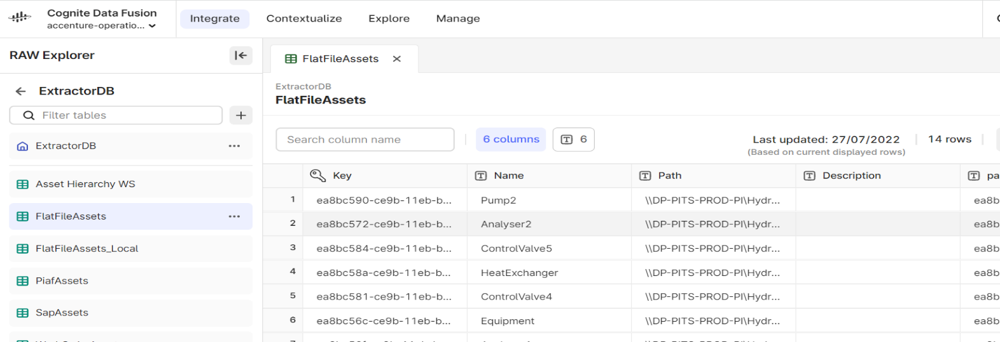 Cognite Data Fusion
accenture-operatio...
Integrate Contextualize Explore Manage
RAW Explorer
FlatFileAssets
ExtractorDB
Filter tables
ExtractorDB
Asset Hierarchy WS
FlatFileAssets
FlatFileAssets_Local
PiafAssets
SapAssets
ExtractorDB
FlatFileAssets
Search column name 6 columns 6 Last updated: 27/07/2022 14 rows
(Based on current displayed rows)
Key Name Path Description pa
1 ea8bc590-ce9b-11eb-b... Pump2 \\DP-PITS-PROD-PI\Hydr... ea8b
2 ea8bc572-ce9b-11eb-b... Analyser2 \\DP-PITS-PROD-PI\Hydr... ea8b
3 ea8bc584-ce9b-11eb-b... ControlValve5 \\DP-PITS-PROD-PI\Hydr... ea8b
4 ea8bc58a-ce9b-11eb-b... HeatExchanger \\DP-PITS-PROD-PI\Hydr... ea8b
5 ea8bc581-ce9b-11eb-b... ControlValve4 \\DP-PITS-PROD-PI\Hydr... ea8b
6 ea8bc56c-ce9b-11eb-b... Equipment \\DP-PITS-PROD-PI\Hydr... ea8b